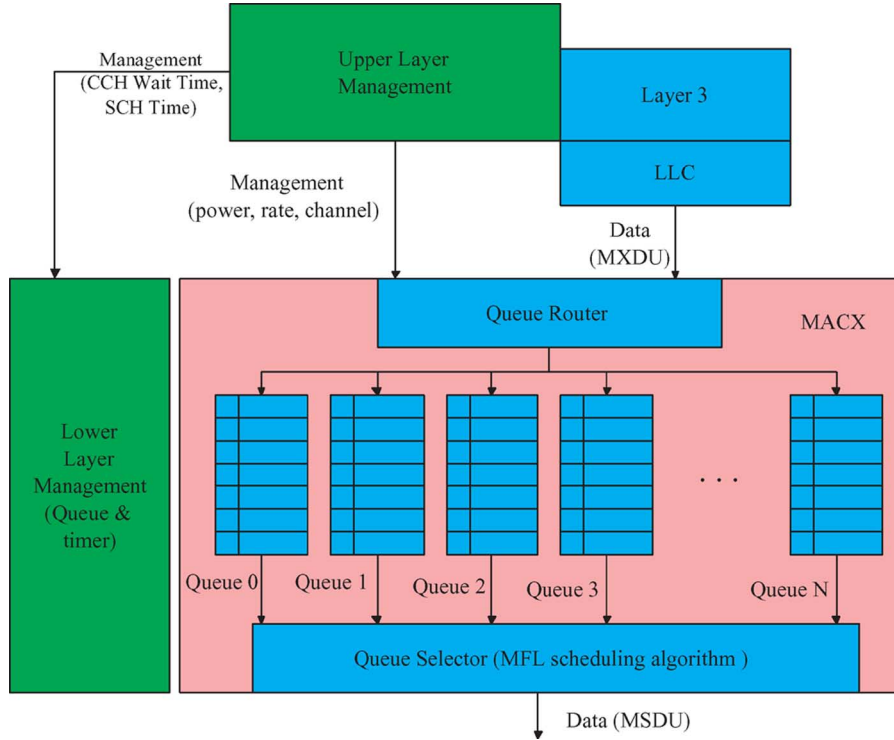 Management
(CCH Wait Time,
SCH Time)
Upper Layer
Management
Layer 3
LLC
Management
(power, rate, channel)
Data
(MXDU)
Queue Router
MACX
Lower
Layer
Management
(Queue &
timer)
. . .
Queue 0
Queue 1
Queue 2
Queue 3
Queue N
Queue Selector (MFL scheduling algorithm )
Data (MSDU)